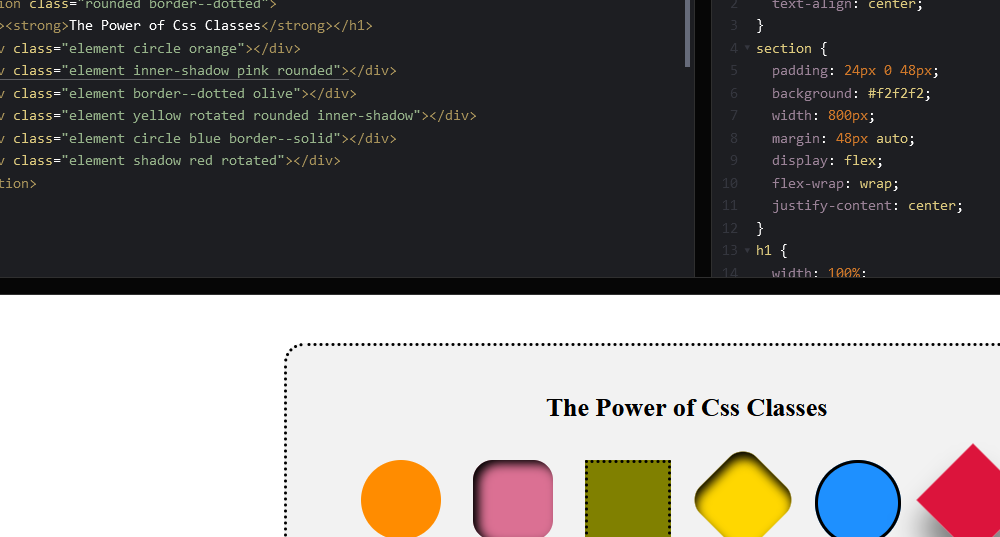 ion class="rounded border--dotted">
><strong>The Power of Css Classes</strong></h1>
v class="element circle orange"></div>
v class="element inner-shadow pink rounded"></div>
v class="element border--dotted olive"></div>
v class="element yellow rotated rounded inner-shadow"></div>
v class="element circle blue border--solid"></div>
v class="element shadow red rotated"></div>
tion>
2 text-align: center;
3 }
4 section {
5 padding: 24px 0 48px;
6 background: #f2f2f2;
7 width: 800px;
8 margin: 48px auto;
9 display: flex;
10 flex-wrap: wrap;
11 justify-content: center;
12 }
13 h1 {
14 width: 100%;
The Power of Css Classes